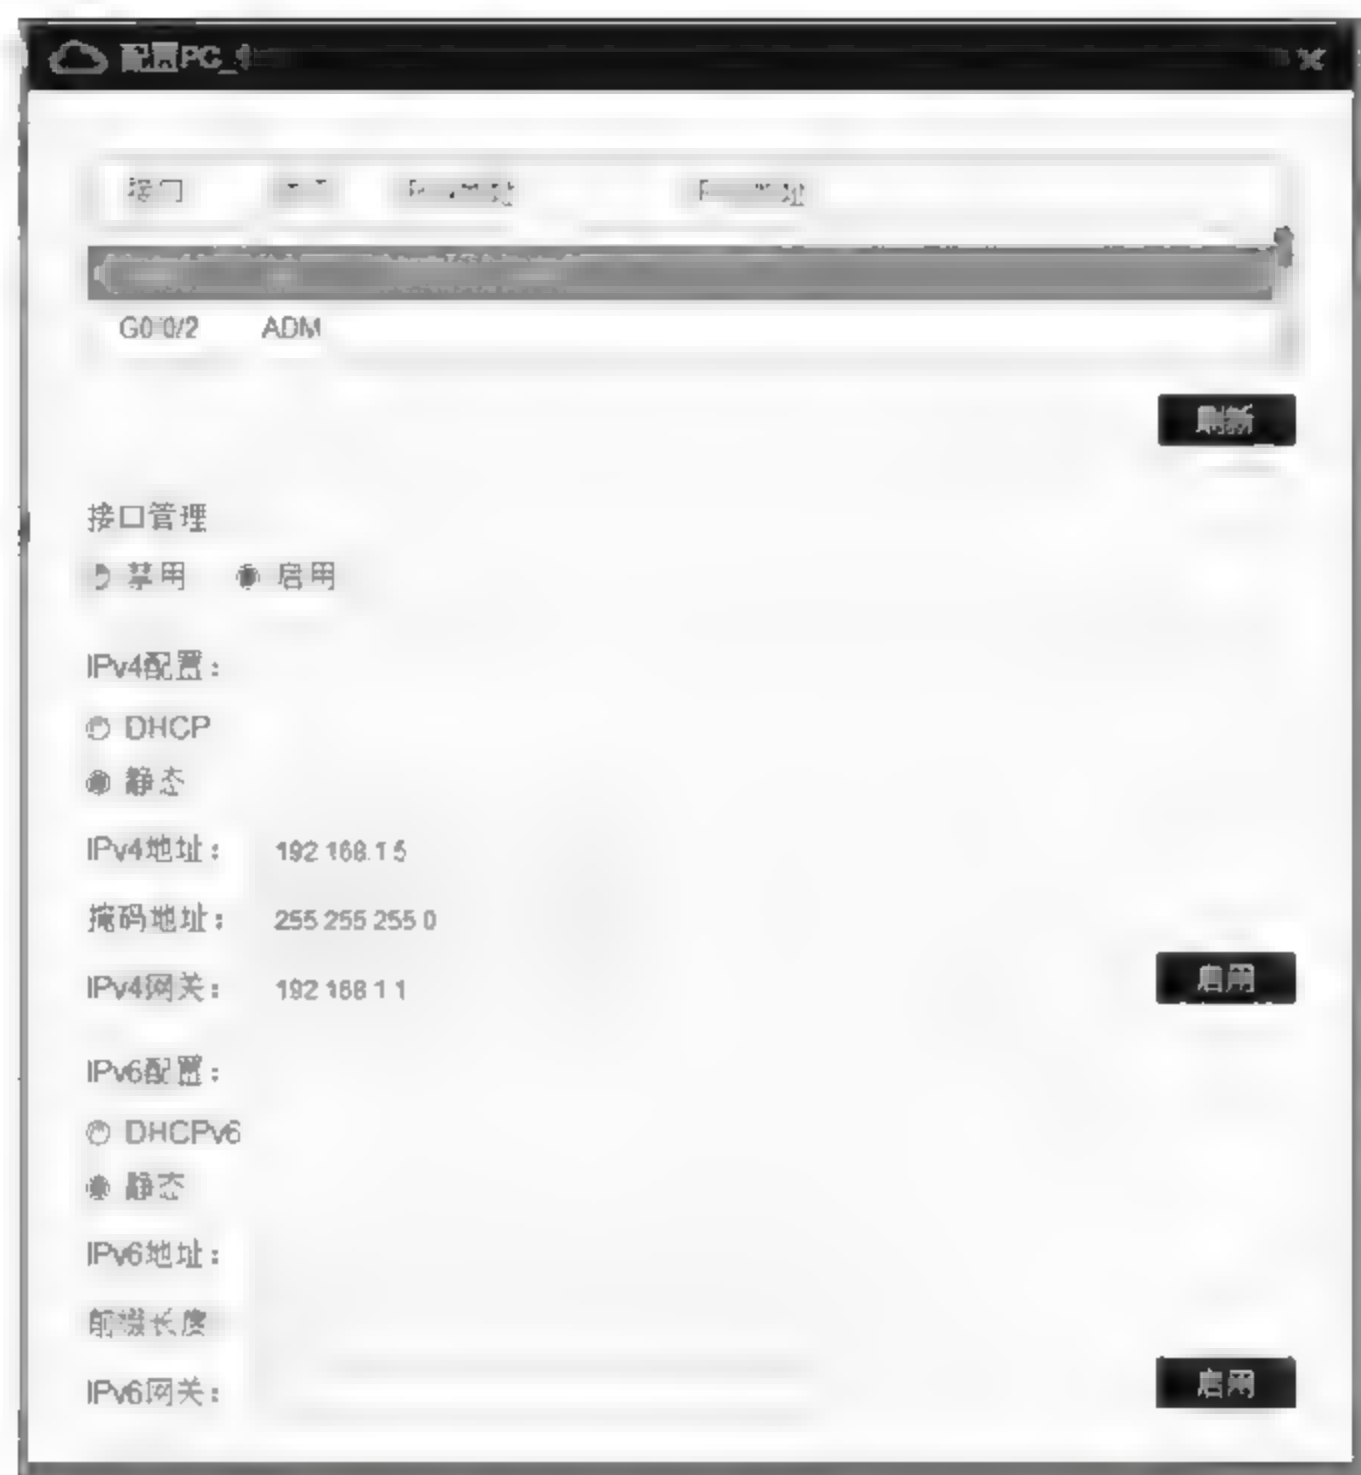 配置PC_
接口
G0/0/2 ADM
刷新
接口管理
禁用 启用
IPv4配置：
DHCP
静态
IPv4地址： 192.168.1.5
掩码地址： 255.255.255.0
IPv4网关： 192.168.1.1
启用
IPv6配置：
DHCPv6
静态
IPv6地址：
前缀长度
IPv6网关：
启用